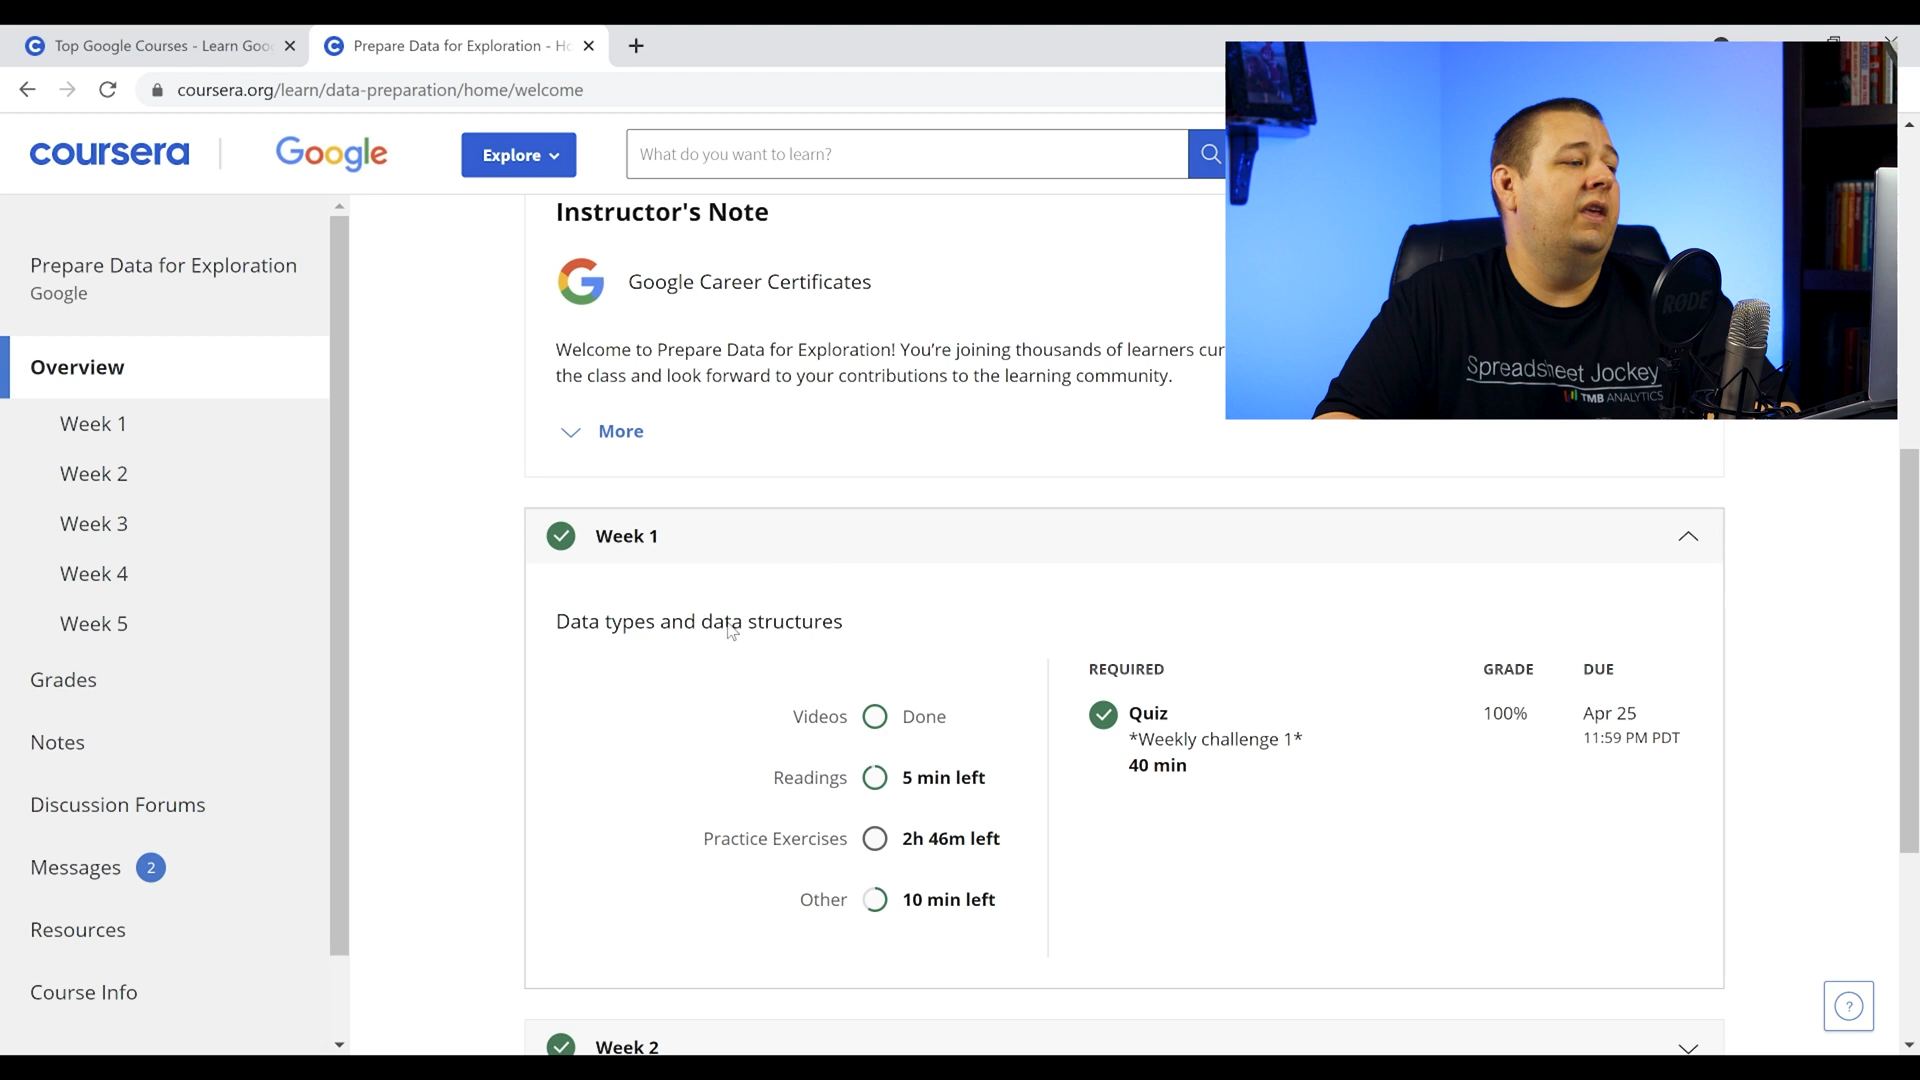 Top Google Courses - Learn Goo
Prepare Data for Exploration - Ho
coursera.org/learn/data-preparation/home/welcome
coursera
Google
Explore
What do you want to learn?
Prepare Data for Exploration
Google
Overview
Week 1
Week 2
Week 3
Week 4
Week 5
Grades
Notes
Discussion Forums
Messages 2
Resources
Course Info
Instructor's Note
Google Career Certificates
Welcome to Prepare Data for Exploration! You're joining thousands of learners cur
the class and look forward to your contributions to the learning community.
More
Week 1
Data types and data structures
Videos Done
Readings 5 min left
Practice Exercises 2h 46m left
Other 10 min left
REQUIRED GRADE DUE
Quiz 100% Apr 25
*Weekly challenge 1* 11:59 PM PDT
40 min
Week 2
?
RØDE
Spreadsheet Jockey
TMB ANALYTICS